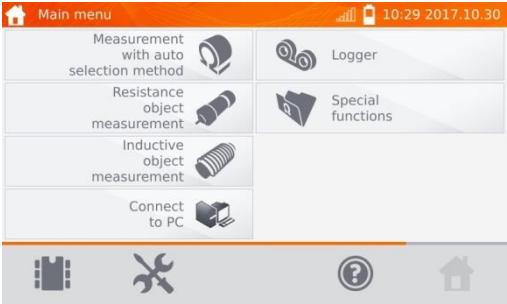 Main menu
10:29 2017.10.30
Measurement
with auto
selection method
Logger
Resistance
object
measurement
Special
functions
Inductive
object
measurement
Connect
to PC